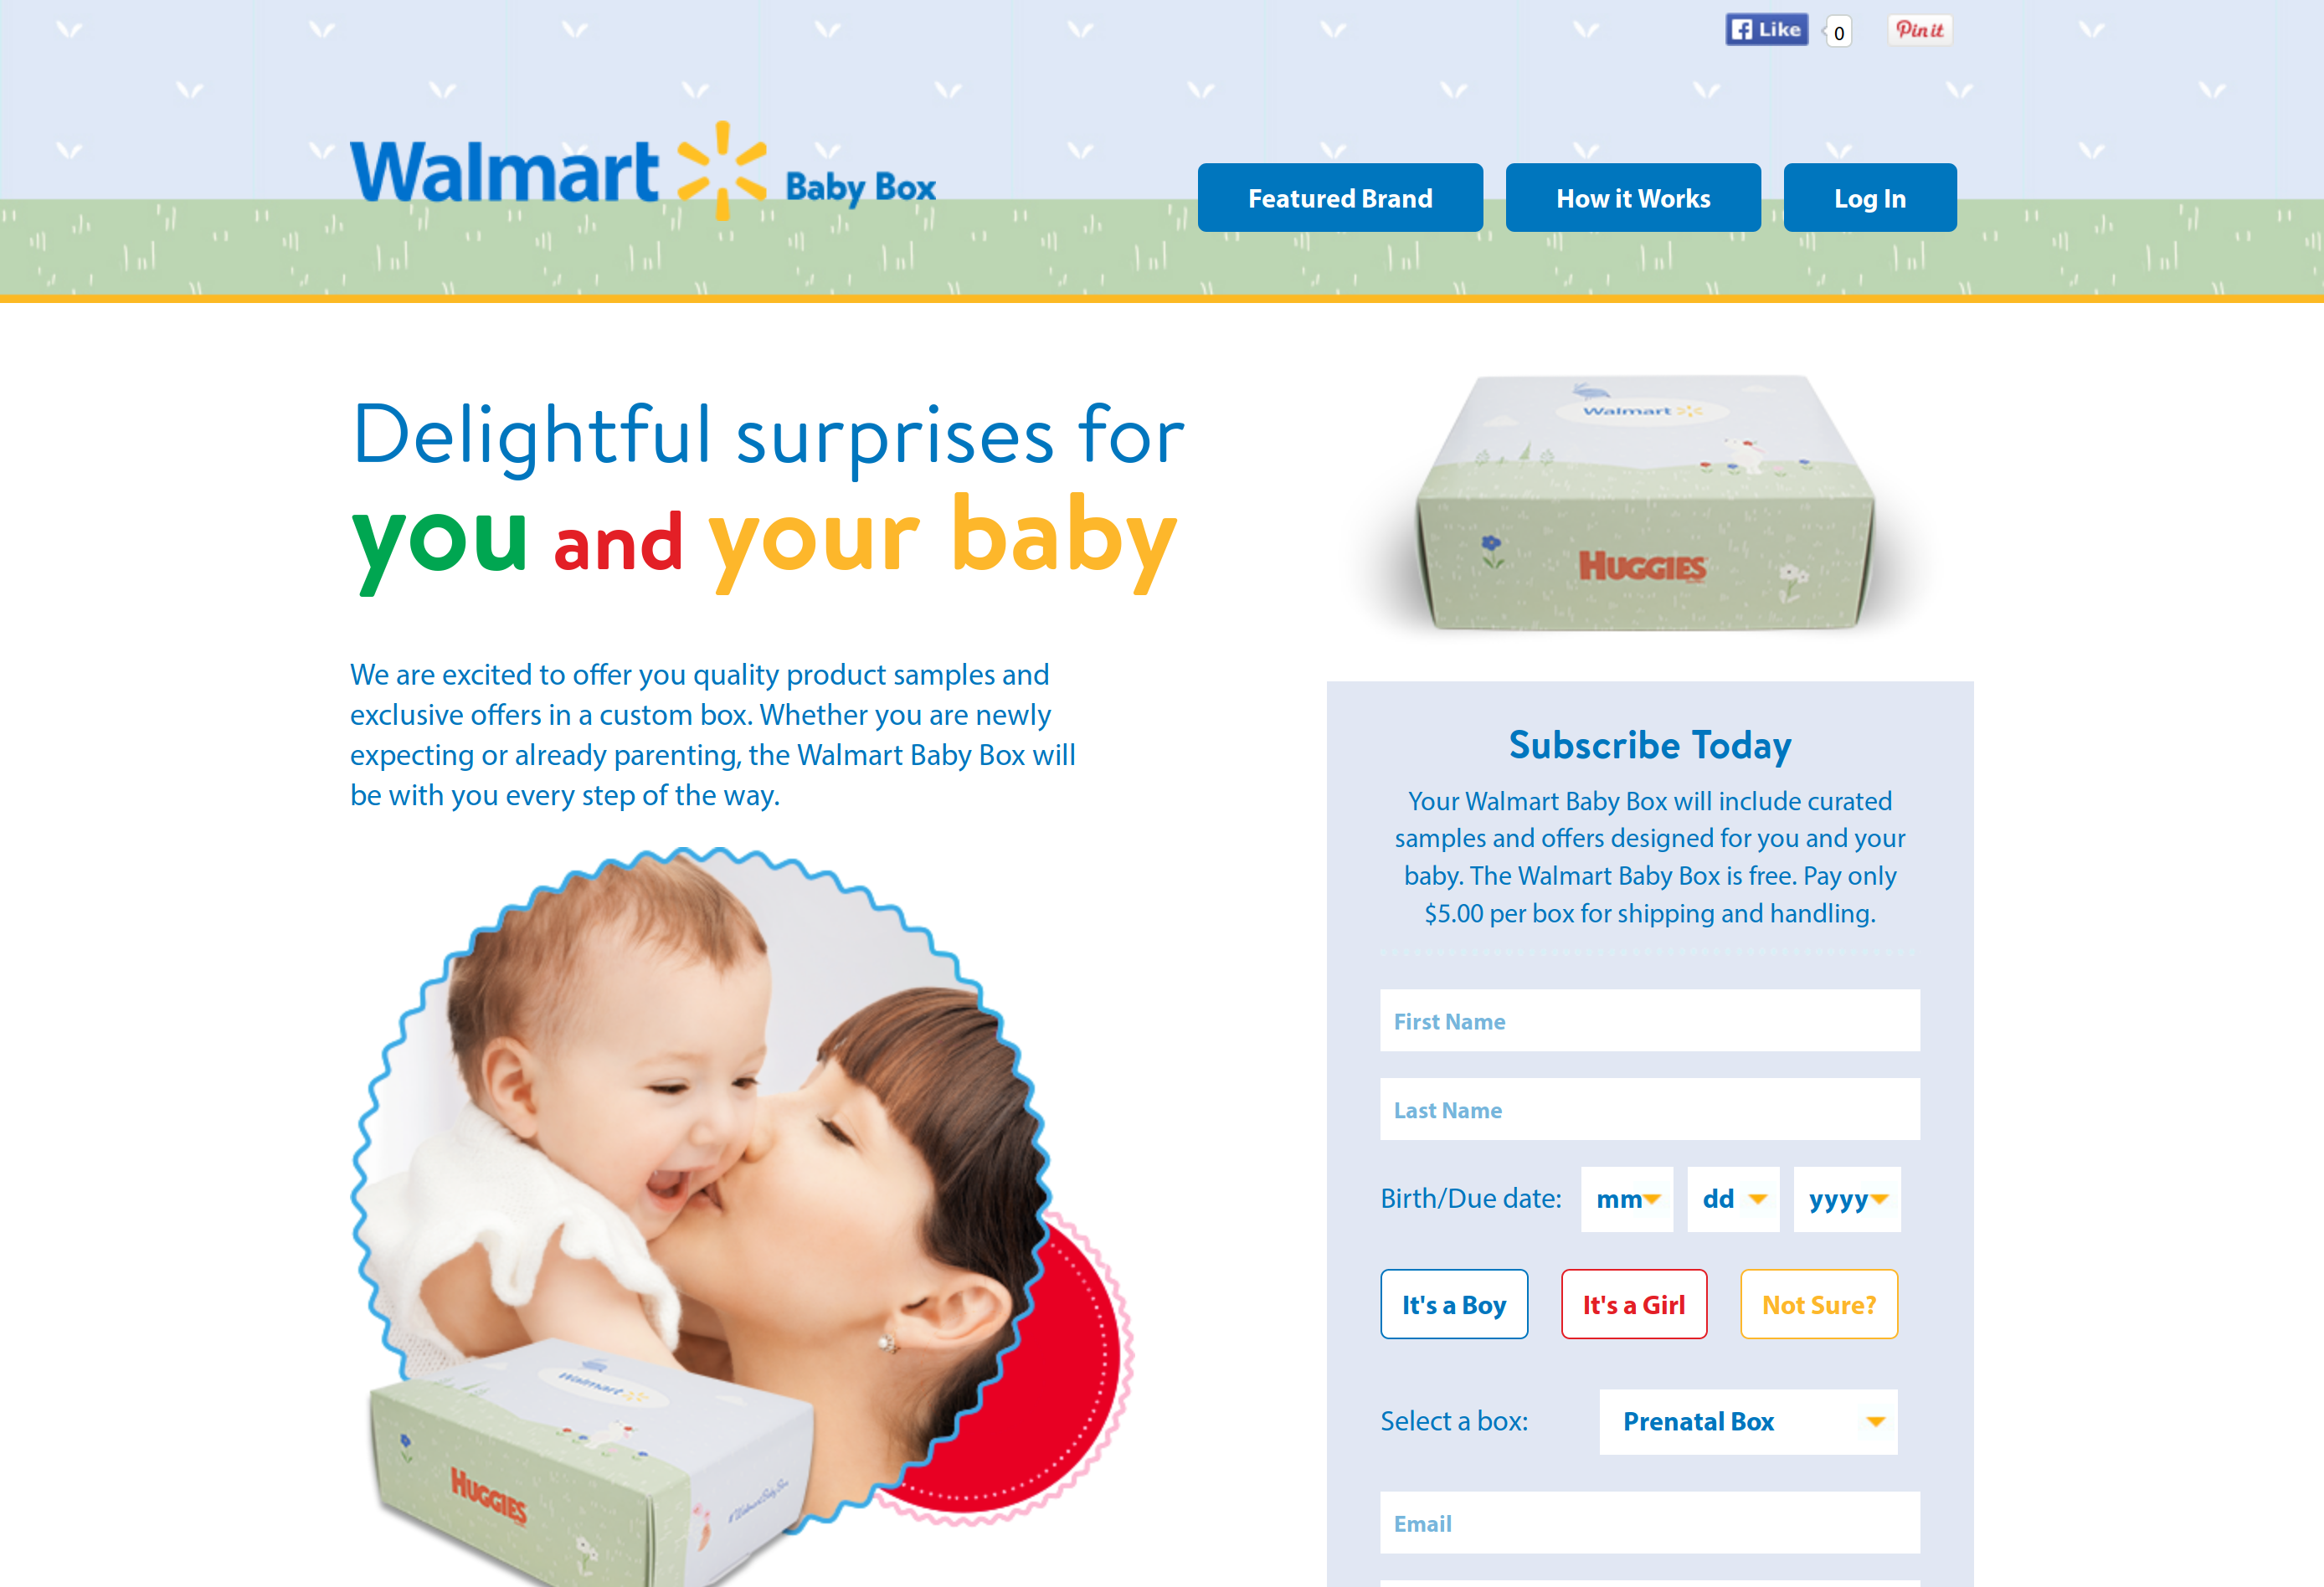 Like
0
Pin it
Walmart Baby Box
Featured Brand
How it Works
Log In
Delightful surprises for
you and your baby
We are excited to offer you quality product samples and
exclusive offers in a custom box. Whether you are newly
expecting or already parenting, the Walmart Baby Box will
be with you every step of the way.
Walmart
HUGGIES
#WalmartBabyBox
Walmart
HUGGIES
Subscribe Today
Your Walmart Baby Box will include curated
samples and offers designed for you and your
baby. The Walmart Baby Box is free. Pay only
$5.00 per box for shipping and handling.
First Name
Last Name
Birth/Due date: mm dd yyyy
It's a Boy
It's a Girl
Not Sure?
Select a box: Prenatal Box
Email